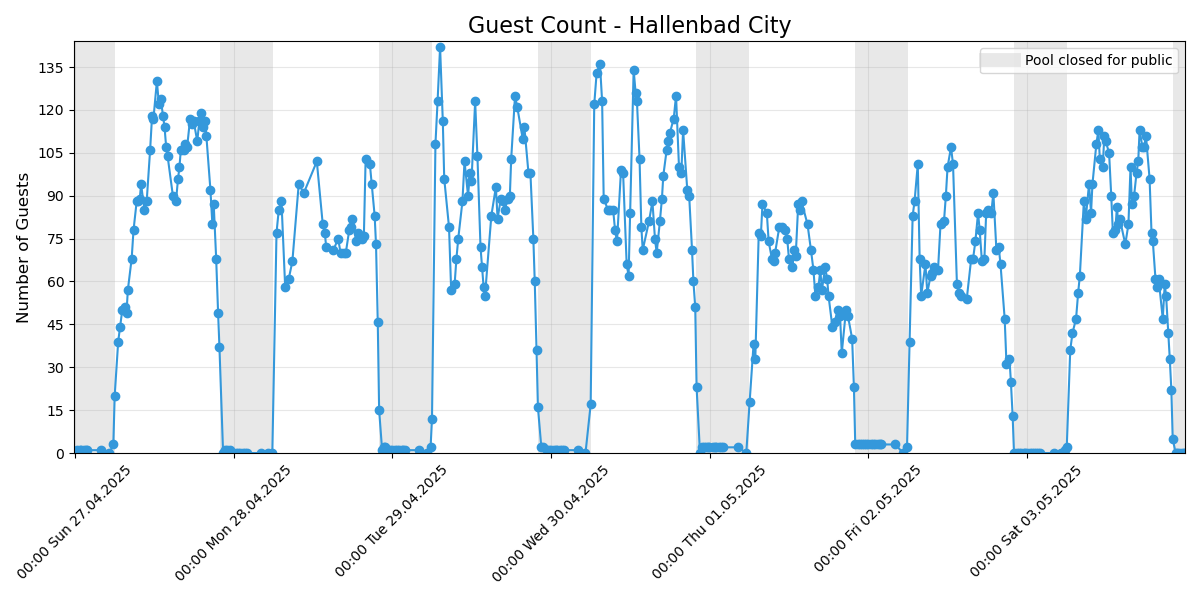 Guest Count - Hallenbad City
Pool closed for public
Number of Guests
135
120
105
90
75
60
45
30
15
0
00:00 Sun 27.04.2025
00:00 Mon 28.04.2025
00:00 Tue 29.04.2025
00:00 Wed 30.04.2025
00:00 Thu 01.05.2025
00:00 Fri 02.05.2025
00:00 Sat 03.05.2025